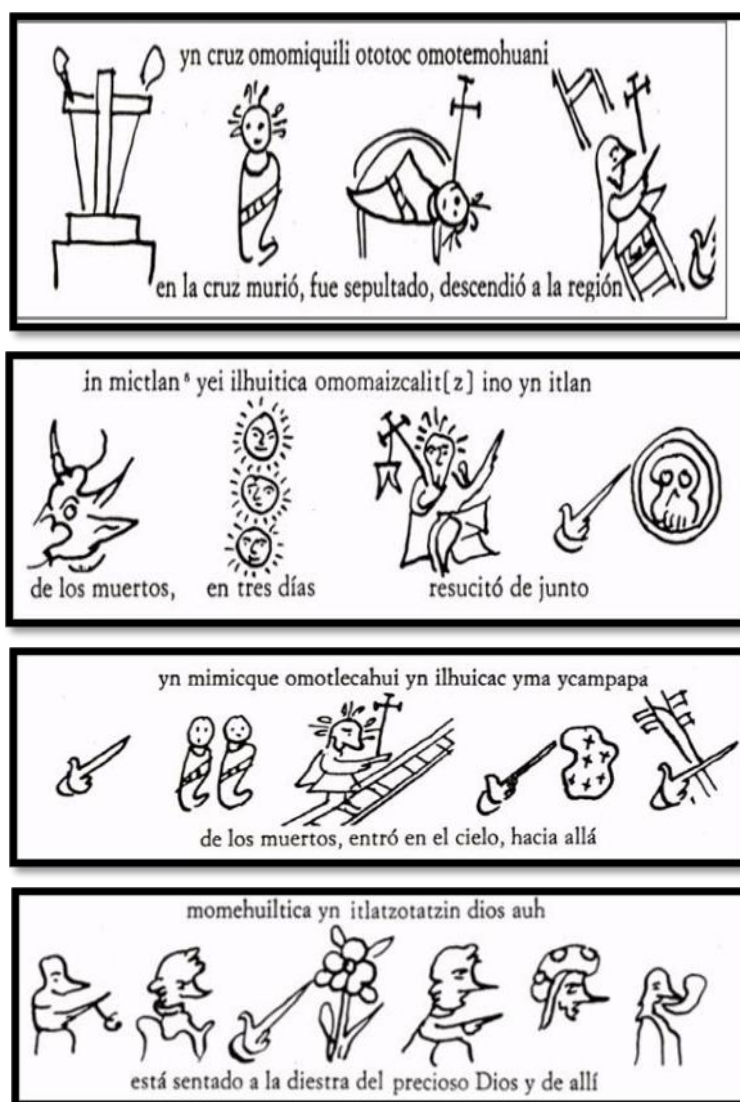 yn cruz omomiquili ototoc omotemohuani
en la cruz murió, fue sepultado, descendió a la región
jn mictlan⁸ yei ilhuitica omomaizcalit[z] ino yn itlan
de los muertos, en tres días resucitó de junto
yn mimicque omotlecahui yn ilhuicac yma ycampapa
de los muertos, entró en el cielo, hacia allá
momehuiltica yn itlatzotatzin dios auh
está sentado a la diestra del precioso Dios y de allí